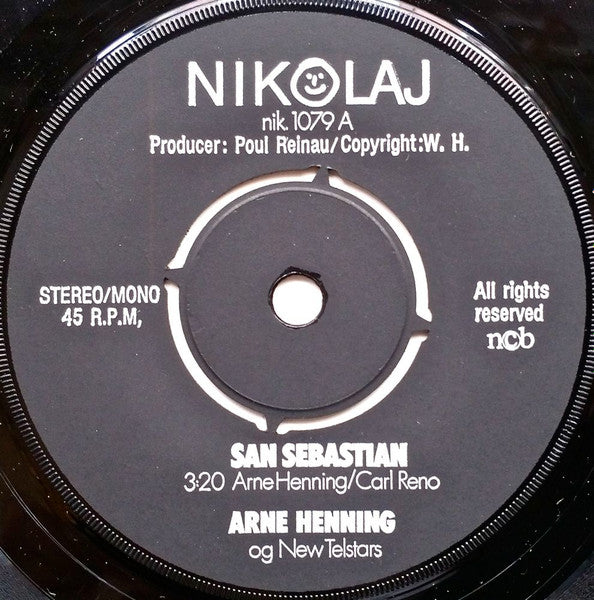 NIKOLAJ
nik. 1079 A
Producer: Poul Reinau/Copyright:W. H.
STEREO/MONO
45 R.P.M,
All rights
reserved
ncb
SAN SEBASTIAN
3:20 Arne Henning/Carl Reno
ARNE HENNING
og New Telstars